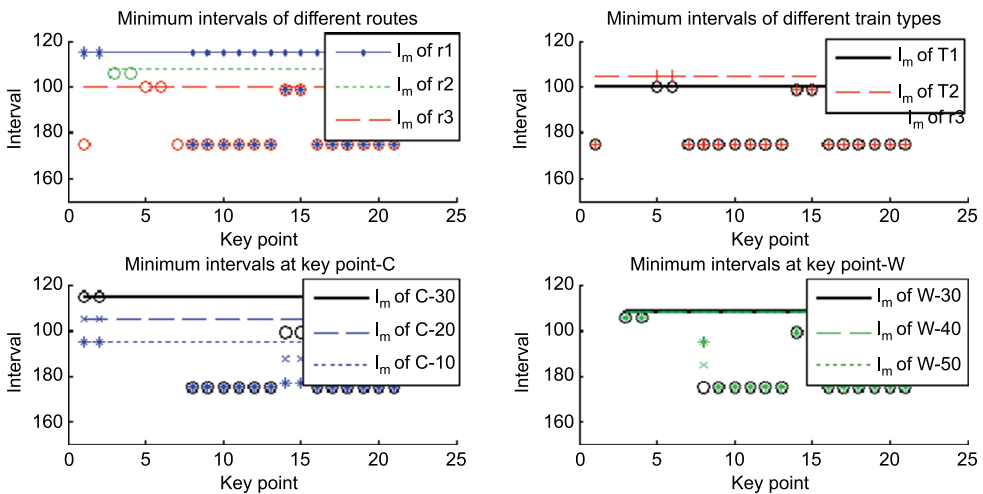 Minimum intervals of different routes
120
100
180
160
Interval
0
5
10
15
20
25
Key point
I_m of r1
I_m of r2
I_m of r3
Minimum intervals of different train types
120
100
180
160
Interval
0
5
10
15
20
25
Key point
I_m of T1
I_m of T2
I_m of r3
Minimum intervals at key point-C
120
100
180
160
Interval
0
5
10
15
20
25
Key point
I_m of C-30
I_m of C-20
I_m of C-10
Minimum intervals at key point-W
120
100
180
160
Interval
0
5
10
15
20
25
Key point
I_m of W-30
I_m of W-40
I_m of W-50